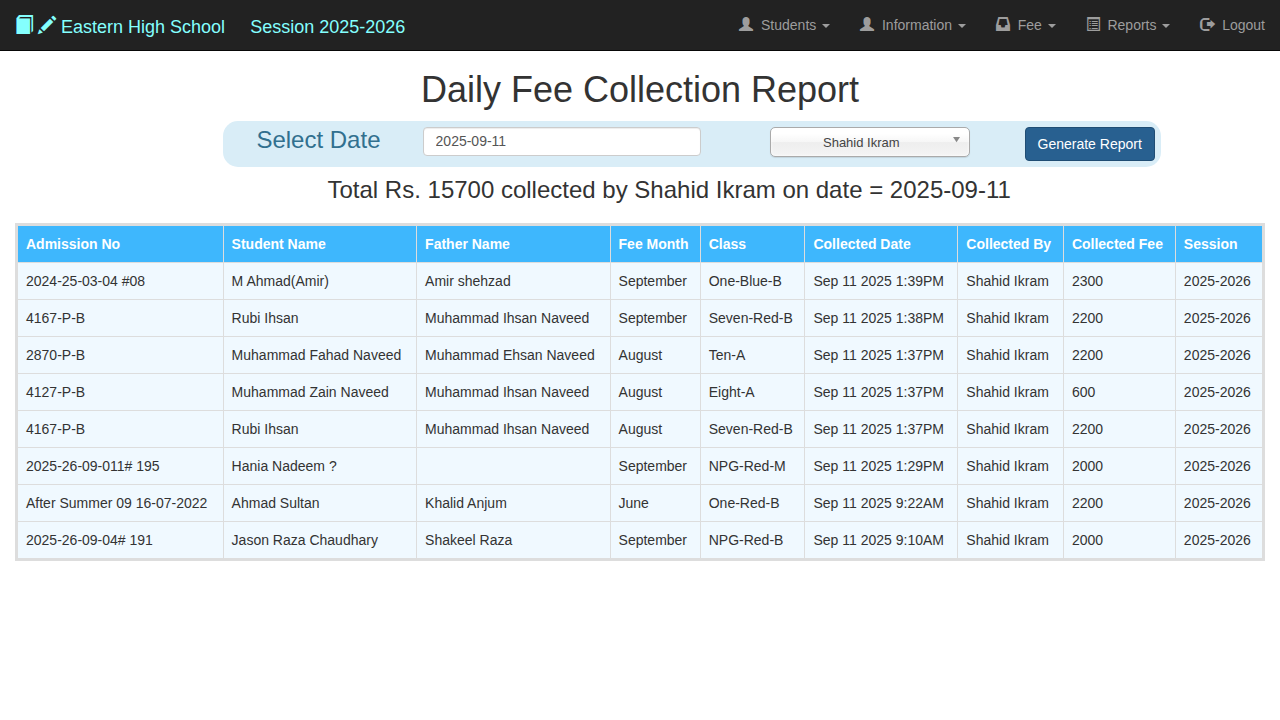 Eastern High School Session 2025-2026 Students Information Fee Reports Logout
Daily Fee Collection Report
Select Date 2025-09-11 Shahid Ikram Generate Report
Total Rs. 15700 collected by Shahid Ikram on date = 2025-09-11
Admission No Student Name Father Name Fee Month Class Collected Date Collected By Collected Fee Session
2024-25-03-04 #08 M Ahmad(Amir) Amir shehzad September One-Blue-B Sep 11 2025 1:39PM Shahid Ikram 2300 2025-2026
4167-P-B Rubi Ihsan Muhammad Ihsan Naveed September Seven-Red-B Sep 11 2025 1:38PM Shahid Ikram 2200 2025-2026
2870-P-B Muhammad Fahad Naveed Muhammad Ehsan Naveed August Ten-A Sep 11 2025 1:37PM Shahid Ikram 2200 2025-2026
4127-P-B Muhammad Zain Naveed Muhammad Ihsan Naveed August Eight-A Sep 11 2025 1:37PM Shahid Ikram 600 2025-2026
4167-P-B Rubi Ihsan Muhammad Ihsan Naveed August Seven-Red-B Sep 11 2025 1:37PM Shahid Ikram 2200 2025-2026
2025-26-09-011# 195 Hania Nadeem ? September NPG-Red-M Sep 11 2025 1:29PM Shahid Ikram 2000 2025-2026
After Summer 09 16-07-2022 Ahmad Sultan Khalid Anjum June One-Red-B Sep 11 2025 9:22AM Shahid Ikram 2200 2025-2026
2025-26-09-04# 191 Jason Raza Chaudhary Shakeel Raza September NPG-Red-B Sep 11 2025 9:10AM Shahid Ikram 2000 2025-2026